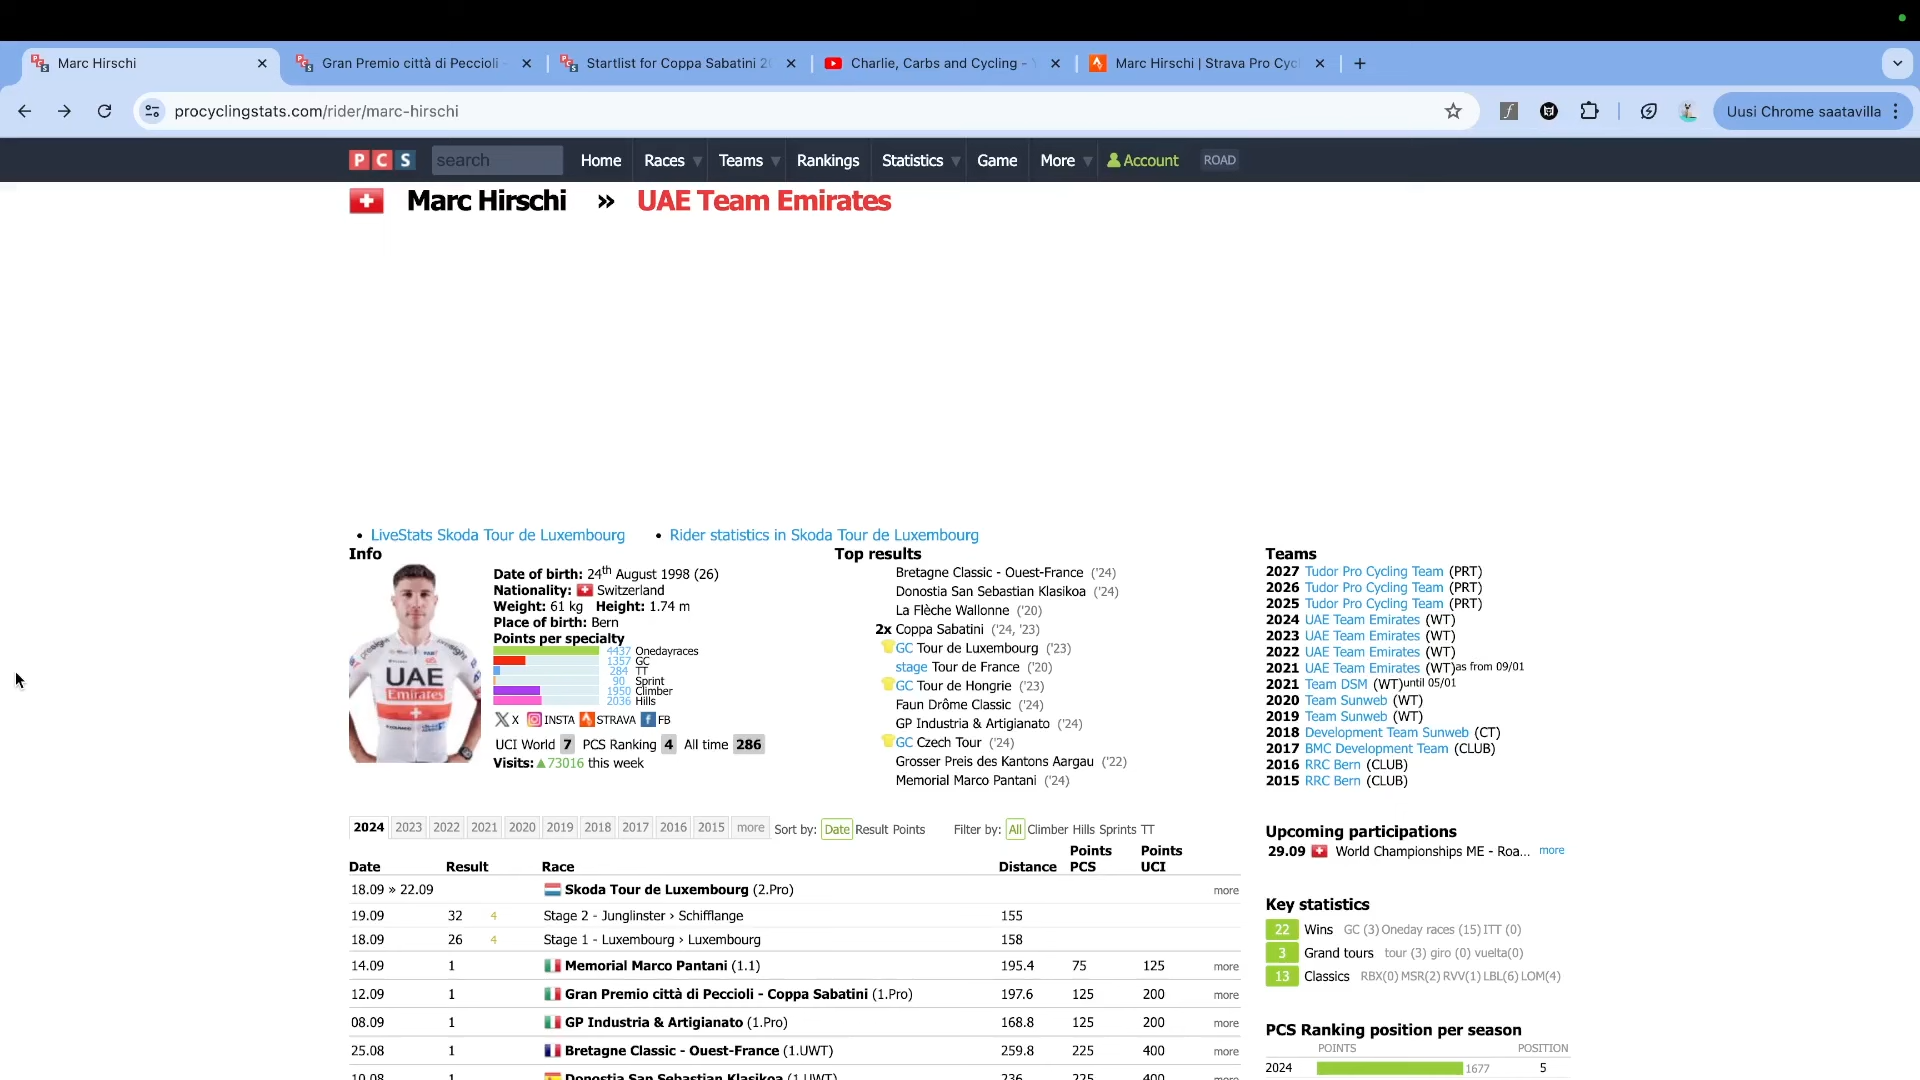 Marc Hirschi
Gran Premio città di Peccioli -
Startlist for Coppa Sabatini 2
Charlie, Carbs and Cycling -
Marc Hirschi | Strava Pro Cyc
procyclingstats.com/rider/marc-hirschi
Uusi Chrome saatavilla
PCS search Home Races Teams Rankings Statistics Game More Account ROAD
Marc Hirschi » UAE Team Emirates
• LiveStats Skoda Tour de Luxembourg • Rider statistics in Skoda Tour de Luxembourg
Info
Date of birth: 24th August 1998 (26)
Nationality: Switzerland
Weight: 61 kg Height: 1.74 m
Place of birth: Bern
Points per specialty
4437 Onedayraces
1357 GC
284 TT
90 Sprint
1950 Climber
2036 Hills
X INSTA STRAVA FB
UCI World 7 PCS Ranking 4 All time 286
Visits: ▲73016 this week
UAE
Emirates
Top results
Bretagne Classic - Ouest-France ('24)
Donostia San Sebastian Klasikoa ('24)
La Flèche Wallonne ('20)
2x Coppa Sabatini ('24, '23)
GC Tour de Luxembourg ('23)
stage Tour de France ('20)
GC Tour de Hongrie ('23)
Faun Drôme Classic ('24)
GP Industria & Artigianato ('24)
GC Czech Tour ('24)
Grosser Preis des Kantons Aargau ('22)
Memorial Marco Pantani ('24)
Teams
2027 Tudor Pro Cycling Team (PRT)
2026 Tudor Pro Cycling Team (PRT)
2025 Tudor Pro Cycling Team (PRT)
2024 UAE Team Emirates (WT)
2023 UAE Team Emirates (WT)
2022 UAE Team Emirates (WT)
2021 UAE Team Emirates (WT)as from 09/01
2021 Team DSM (WT)until 05/01
2020 Team Sunweb (WT)
2019 Team Sunweb (WT)
2018 Development Team Sunweb (CT)
2017 BMC Development Team (CLUB)
2016 RRC Bern (CLUB)
2015 RRC Bern (CLUB)
2024 2023 2022 2021 2020 2019 2018 2017 2016 2015 more Sort by: Date Result Points Filter by: All Climber Hills Sprints TT
Date Result Race Distance Points PCS Points UCI
18.09 » 22.09 Skoda Tour de Luxembourg (2.Pro) more
19.09 32 4 Stage 2 - Junglinster › Schifflange 155
18.09 26 4 Stage 1 - Luxembourg › Luxembourg 158
14.09 1 Memorial Marco Pantani (1.1) 195.4 75 125 more
12.09 1 Gran Premio città di Peccioli - Coppa Sabatini (1.Pro) 197.6 125 200 more
08.09 1 GP Industria & Artigianato (1.Pro) 168.8 125 200 more
25.08 1 Bretagne Classic - Ouest-France (1.UWT) 259.8 225 400 more
10.08 1 Donostia San Sebastian Klasikoa (1.UWT) 236 225 400 more
Upcoming participations
29.09 World Championships ME - Roa... more
Key statistics
22 Wins GC (3) Oneday races (15) ITT (0)
3 Grand tours tour (3) giro (0) vuelta(0)
13 Classics RBX(0) MSR(2) RVV(1) LBL(6) LOM(4)
PCS Ranking position per season
POINTS POSITION
2024 1677 5